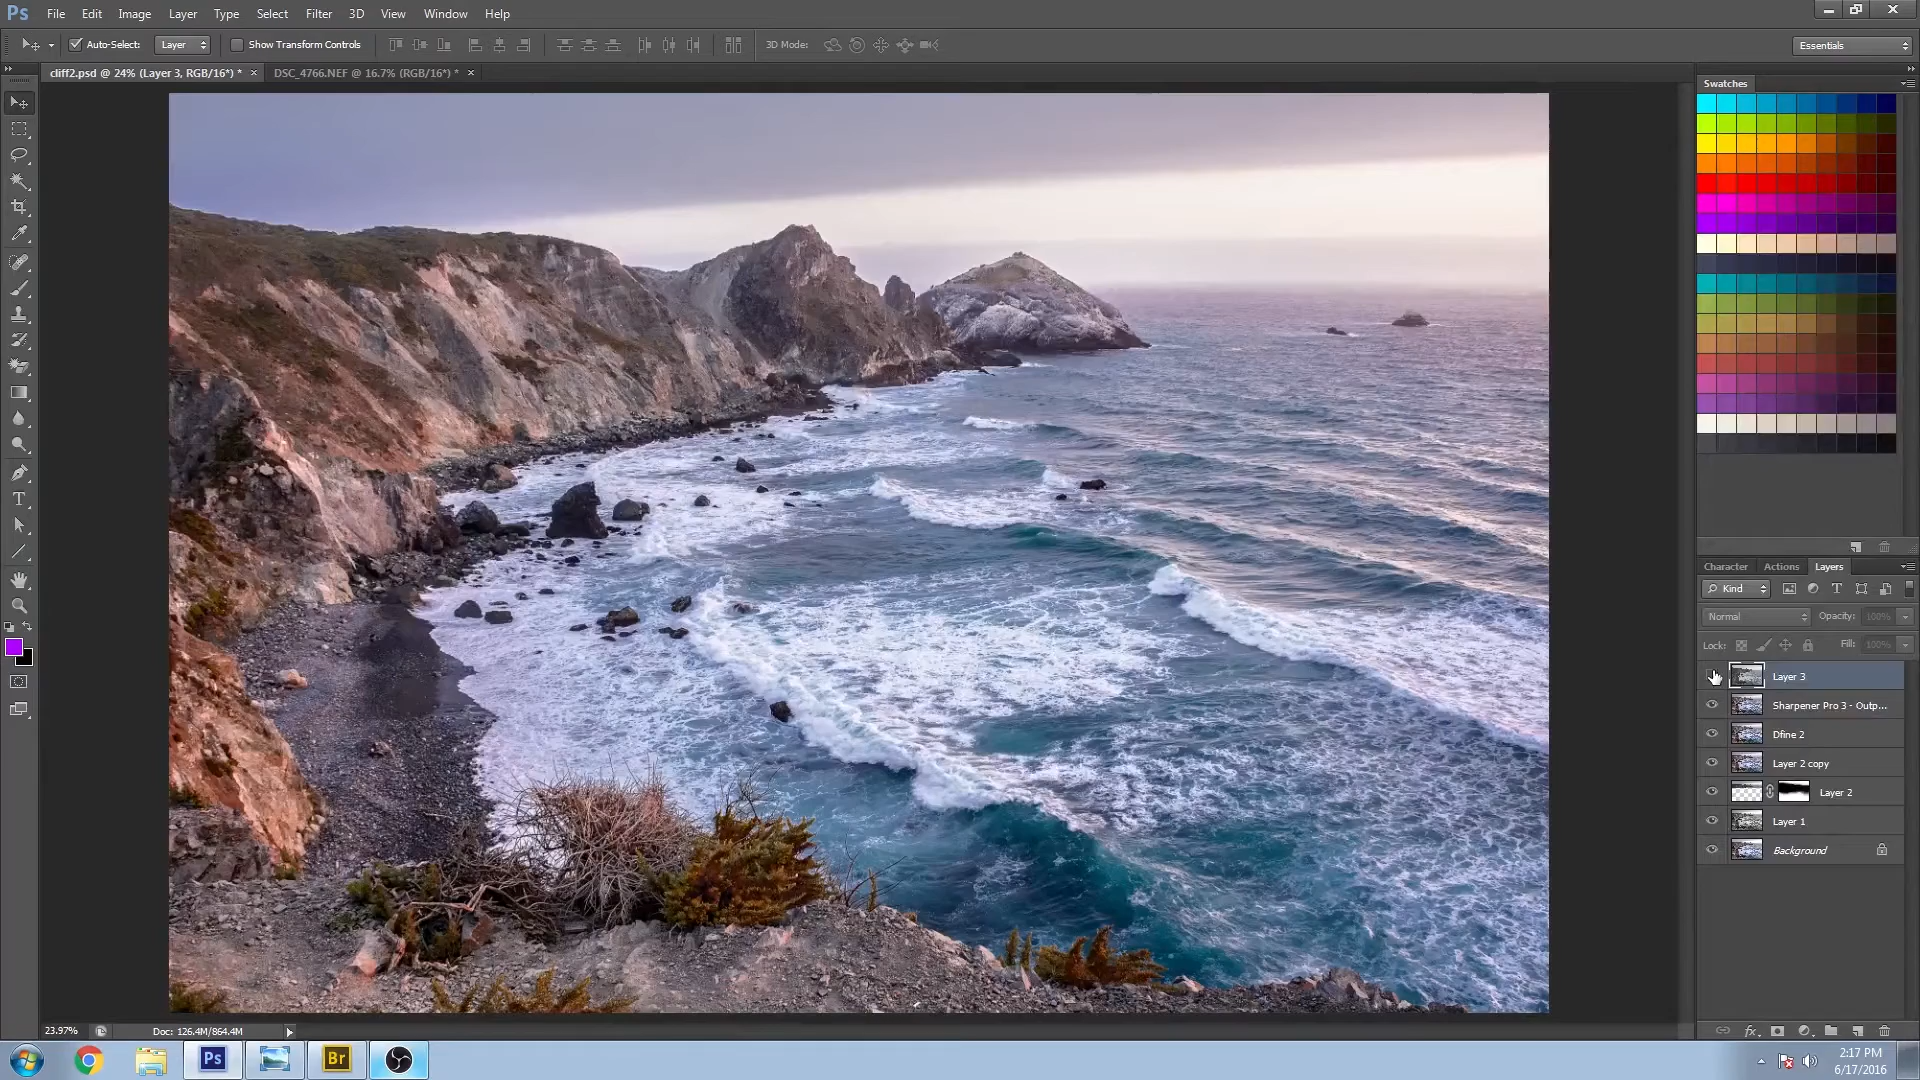 Ps File Edit Image Layer Type Select Filter 3D View Window Help
Auto-Select: Layer Show Transform Controls 3D Mode: Essentials
cliff2.psd @ 24% (Layer 3, RGB/16*) * × DSC_4766.NEF @ 16.7% (RGB/16*) * ×
Swatches
Character Actions Layers
Kind
Normal Opacity: 100%
Lock: Fill: 100%
Layer 3
Sharpener Pro 3 - Outp...
Dfine 2
Layer 2 copy
Layer 2
Layer 1
Background
23.97% Doc: 126.4M/864.4M
Ps Br 2:17 PM
6/17/2016